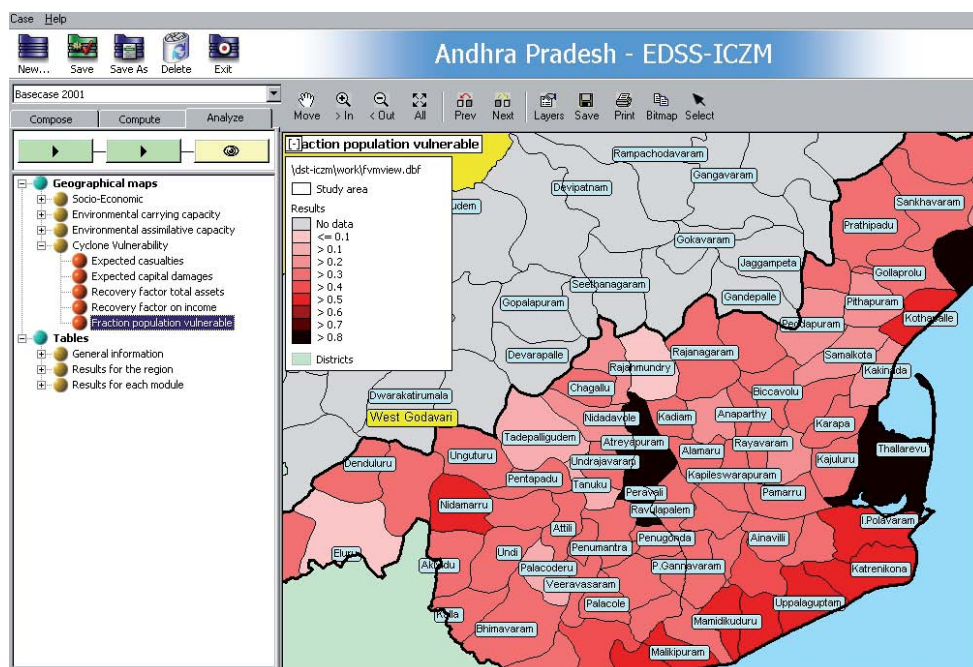 Case Help
New... Save Save As Delete Exit
Andhra Pradesh - EDSS-ICZM
Basecase 2001
Compose Compute Analyze
Move > In < Out All Prev Next Layers Save Print Bitmap Select
Geographical maps
Socio-Economic
Environmental carrying capacity
Environmental assimilative capacity
Cyclone Vulnerability
Expected casualties
Expected capital damages
Recovery factor total assets
Recovery factor on income
Fraction population vulnerable
Tables
General information
Results for the region
Results for each module
[-]raction population vulnerable
\dst-iczm\work\fvmview.dbf
Study area
Results
No data
<= 0.1
> 0.1
> 0.2
> 0.3
> 0.4
> 0.5
> 0.6
> 0.7
> 0.8
Districts
Rampachodavaram
Gangavaram
Devipatnam
Sankhavaram
udem
Prathipadu
Gokavaram
Jaggampeta
Gollaprolu
Seethanagaram
Gandepalle
Pithapuram
Gopalapuram
Kothapalle
Peddapuram
Devarapalle
Rajanagaram
Samalkota
Rajahmundry
Kakinada
Chagallu
Biccavolu
Dwarakatirumala
West Godavari
Nidadavole
Kadiam
Anaparthy
Karapa
Tadepalligudem
Atreyapuram
Rayavaram
Thallarevu
Alamaru
Unguturu
Undrajavaram
Kajuluru
Denduluru
Pentapadu
Tanuku
Kapileswarapuram
Peravali
Pamarru
Nidamarru
Ravulapalem
I.Polavaram
Attili
Penugonda
Ainavilli
Eluru
Undi
Penumantra
Palacoderu
P.Gannavaram
Katrenikona
Veeravasaram
Palacole
Uppalaguptam
Mamidikuduru
Bhimavaram
Malikipuram